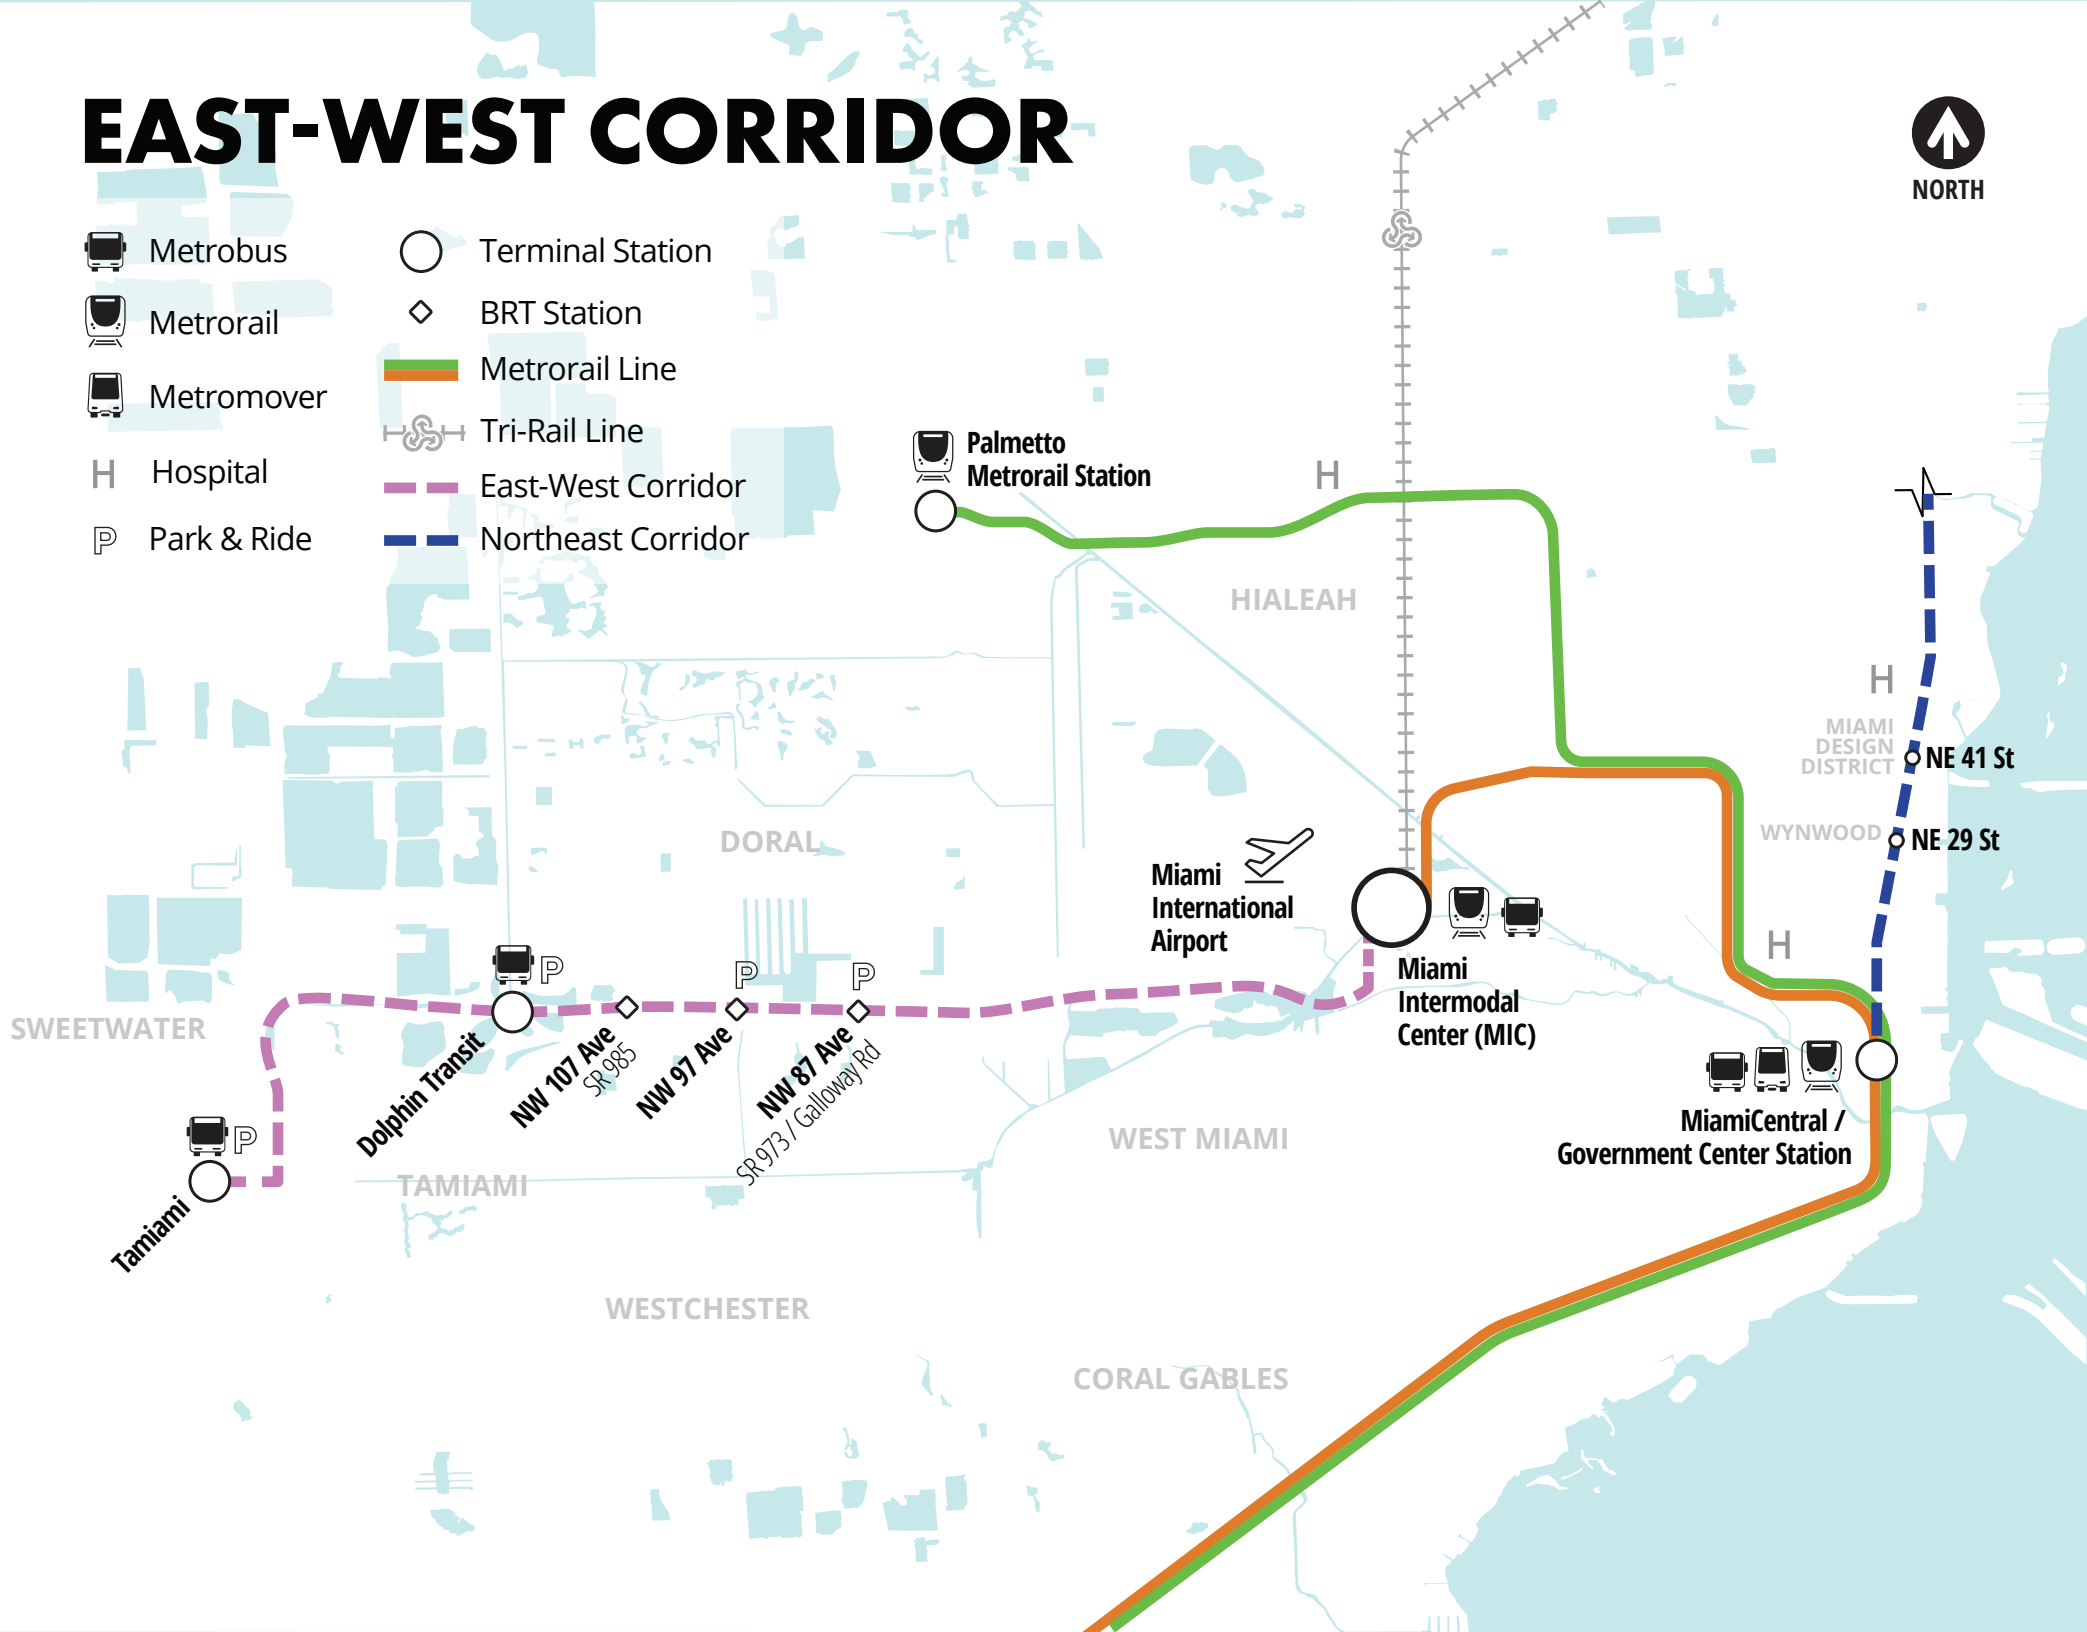 EAST-WEST CORRIDOR
NORTH
Metrobus
Metrorail
Metromover
H Hospital
P Park & Ride
Terminal Station
BRT Station
Metrorail Line
Tri-Rail Line
East-West Corridor
Northeast Corridor
Palmetto
Metrorail Station
H
HIALEAH
H
MIAMI
DESIGN
DISTRICT
NE 41 St
WYNWOOD
NE 29 St
DORAL
Miami
International
Airport
H
Miami
Intermodal
Center (MIC)
P
P
P
SWEETWATER
Dolphin Transit
NW 107 Ave
SR 985
NW 97 Ave
NW 87 Ave
SR 973 / Galloway Rd
P
Tamiami
TAMIAMI
WEST MIAMI
MiamiCentral /
Government Center Station
WESTCHESTER
CORAL GABLES